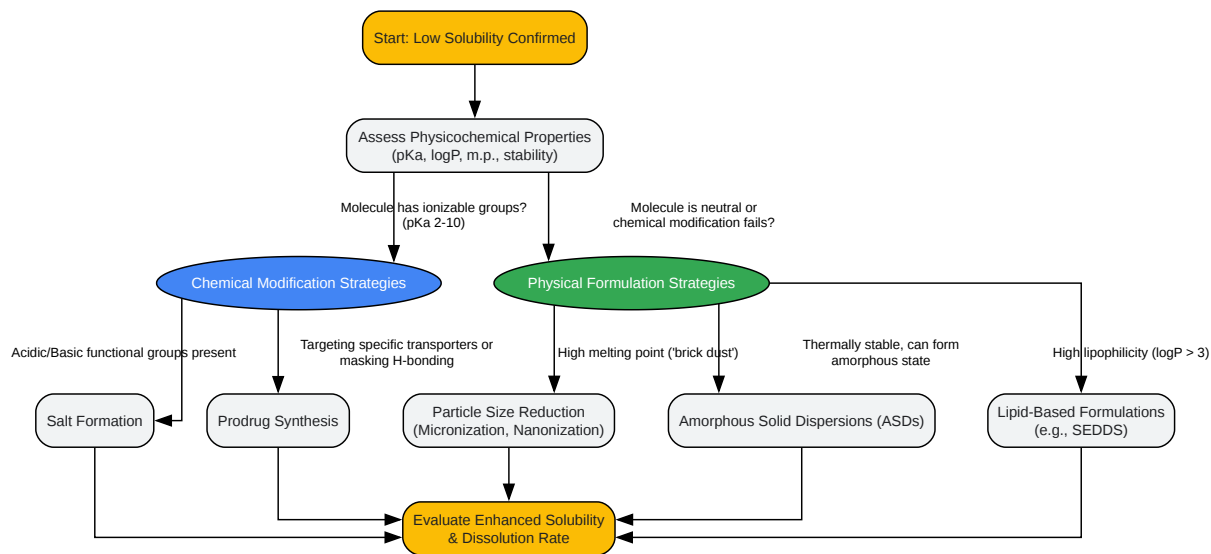 Start: Low Solubility Confirmed
Assess Physicochemical Properties
(pKa, logP, m.p., stability)
Molecule has ionizable groups?
(pKa 2-10)
Molecule is neutral or
chemical modification fails?
Chemical Modification Strategies
Physical Formulation Strategies
Acidic/Basic functional groups present
Targeting specific transporters or
masking H-bonding
High melting point ('brick dust')
Thermally stable, can form
amorphous state
High lipophilicity (logP > 3)
Salt Formation
Prodrug Synthesis
Particle Size Reduction
(Micronization, Nanonization)
Amorphous Solid Dispersions (ASDs)
Lipid-Based Formulations
(e.g., SEDDS)
Evaluate Enhanced Solubility
& Dissolution Rate